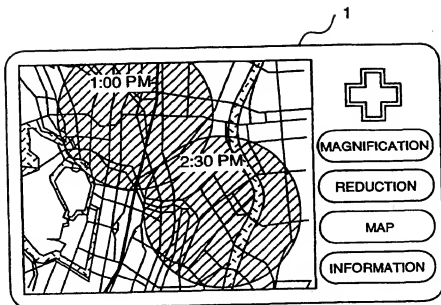 1
1:00 PM
2:30 PM
MAGNIFICATION
REDUCTION
MAP
INFORMATION